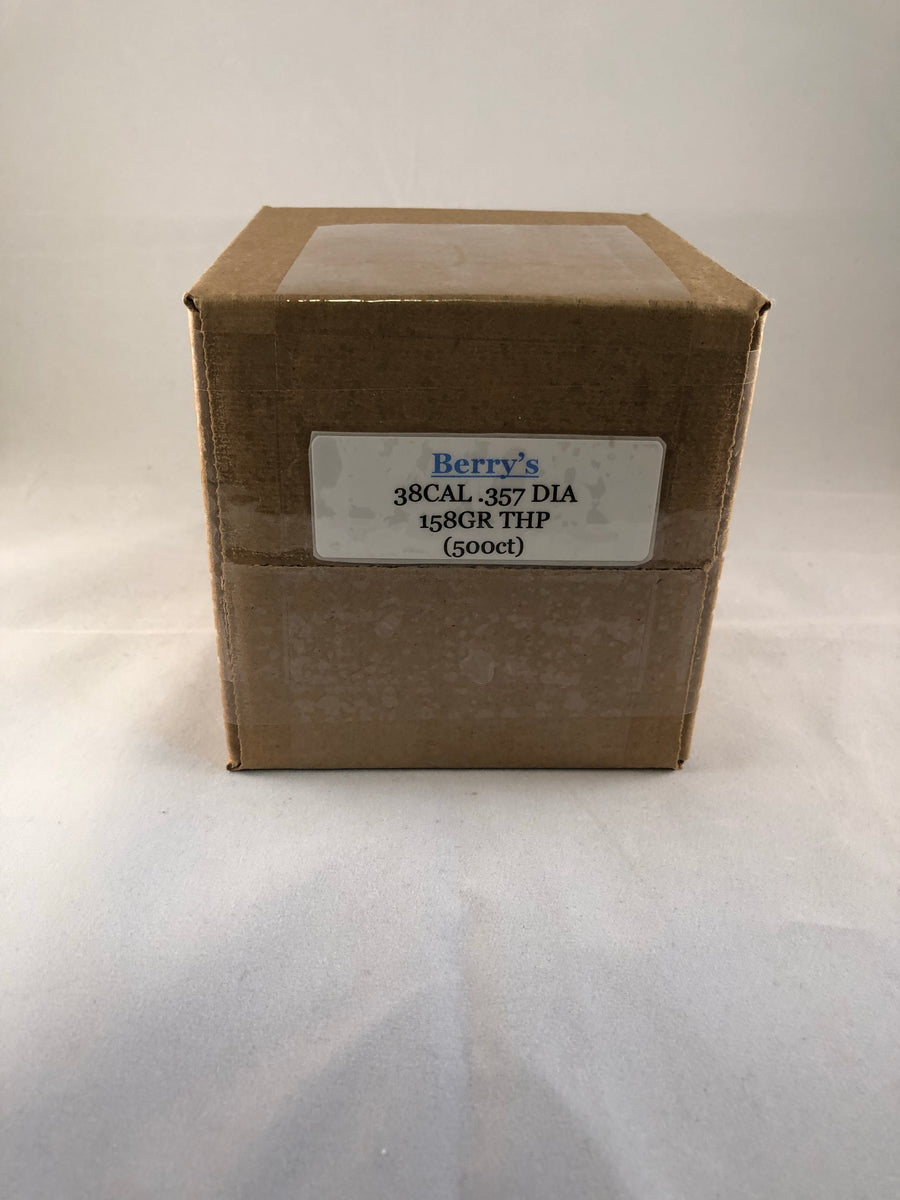 Berry's
38CAL .357 DIA
158GR THP
(500ct)